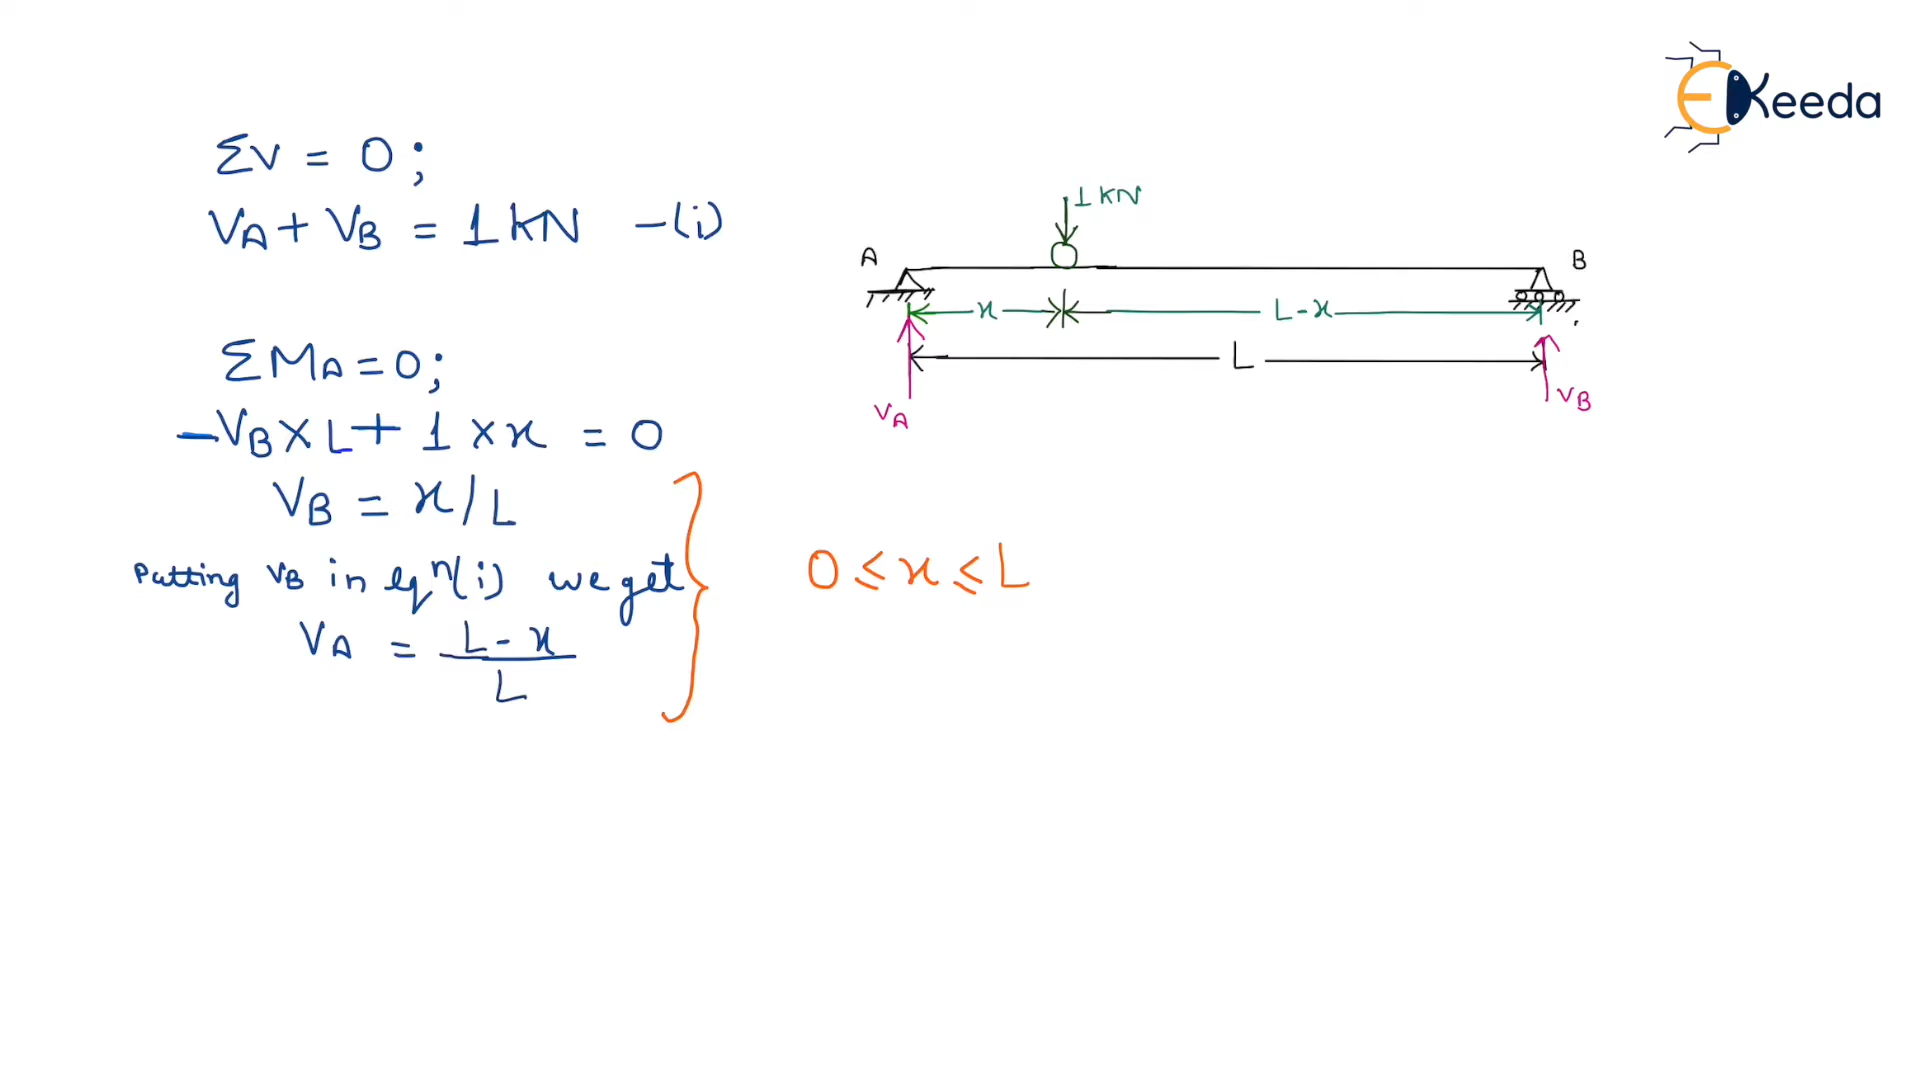 EKeeda
ΣV = 0 ;
VA + VB = 1 KN -(i)
ΣMA = 0 ;
-VB X L + 1 X x = 0
VB = x / L
Putting VB in eqn(i) we get
VA = L - x
L
0 ≤ x ≤ L
1 KN
A
B
x
L - x
L
VA
VB